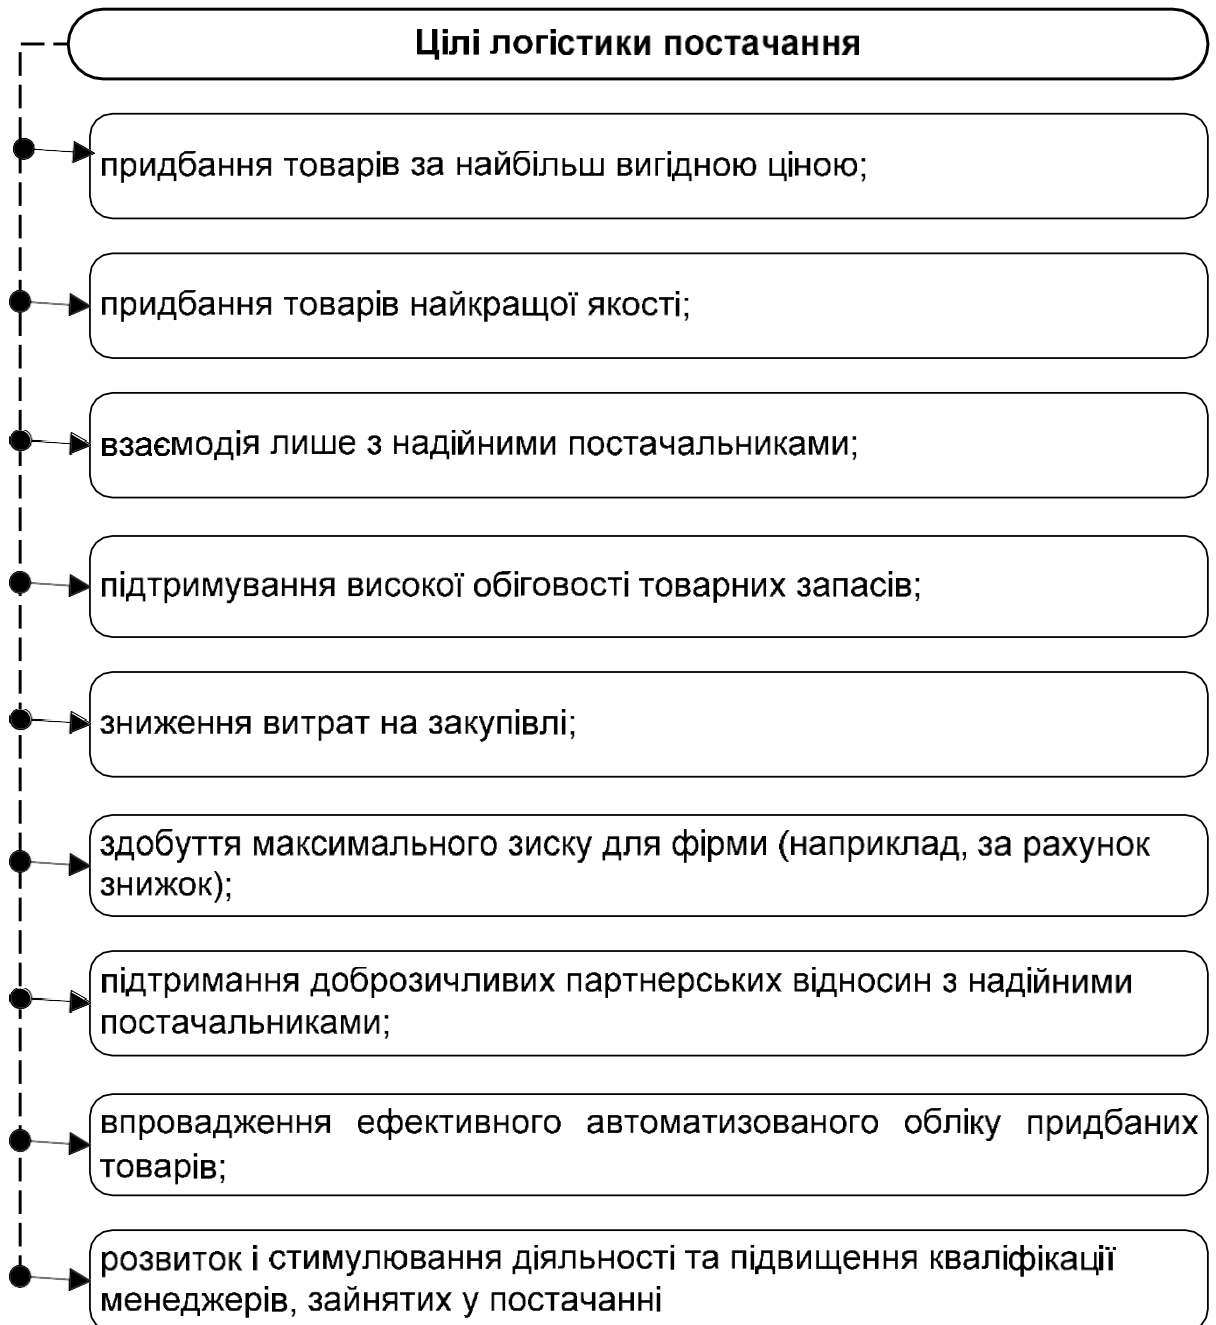 Цілі логістики постачання
придбання товарів за найбільш вигідною ціною;
придбання товарів найкращої якості;
взаємодія лише з надійними постачальниками;
підтримування високої обіговості товарних запасів;
зниження витрат на закупівлі;
здобуття максимального зиску для фірми (наприклад, за рахунок
знижок);
підтримання доброзичливих партнерських відносин з надійними
постачальниками;
впровадження ефективного автоматизованого обліку придбаних
товарів;
розвиток і стимулювання діяльності та підвищення кваліфікації
менеджерів, зайнятих у постачанні